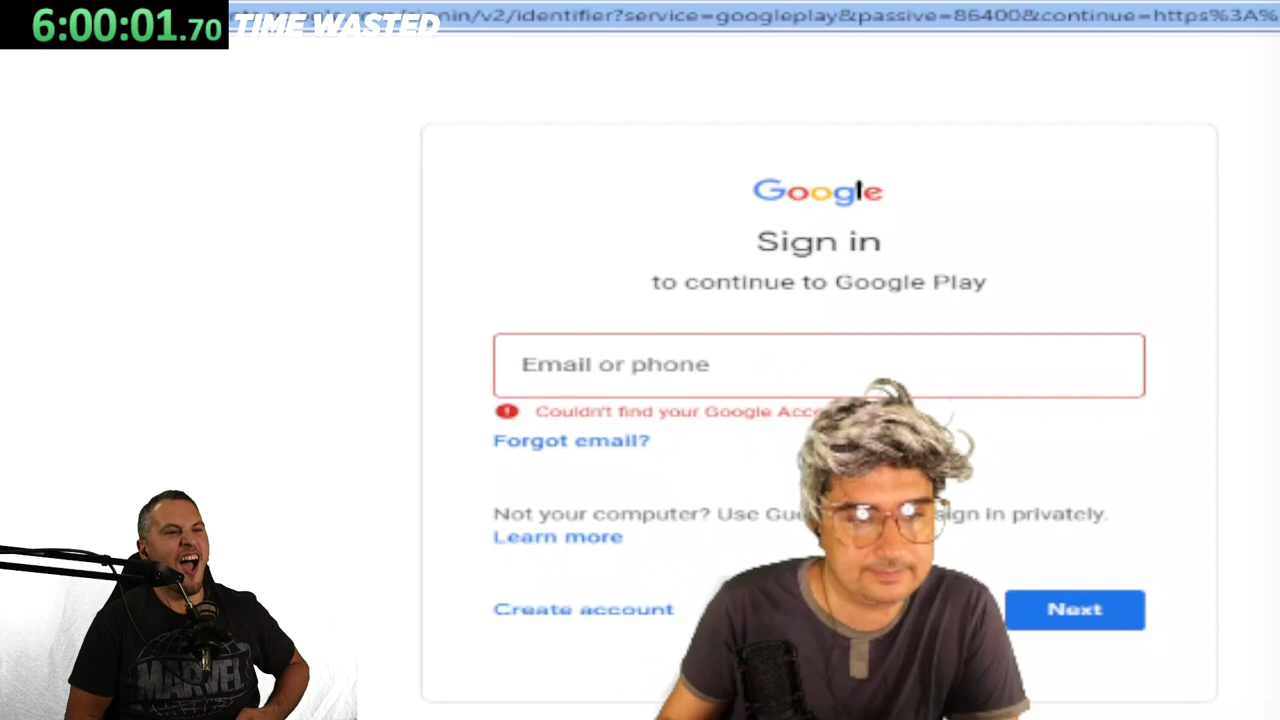 6:00:01.70
TIME WASTED
nin/v2/identifier?service=googleplay&passive=86400&continue=https%3A%
Google
Sign in
to continue to Google Play
Email or phone
Couldn't find your Google Acc
Forgot email?
Not your computer? Use Gu sign in privately.
Learn more
Create account
Next
MARVEL